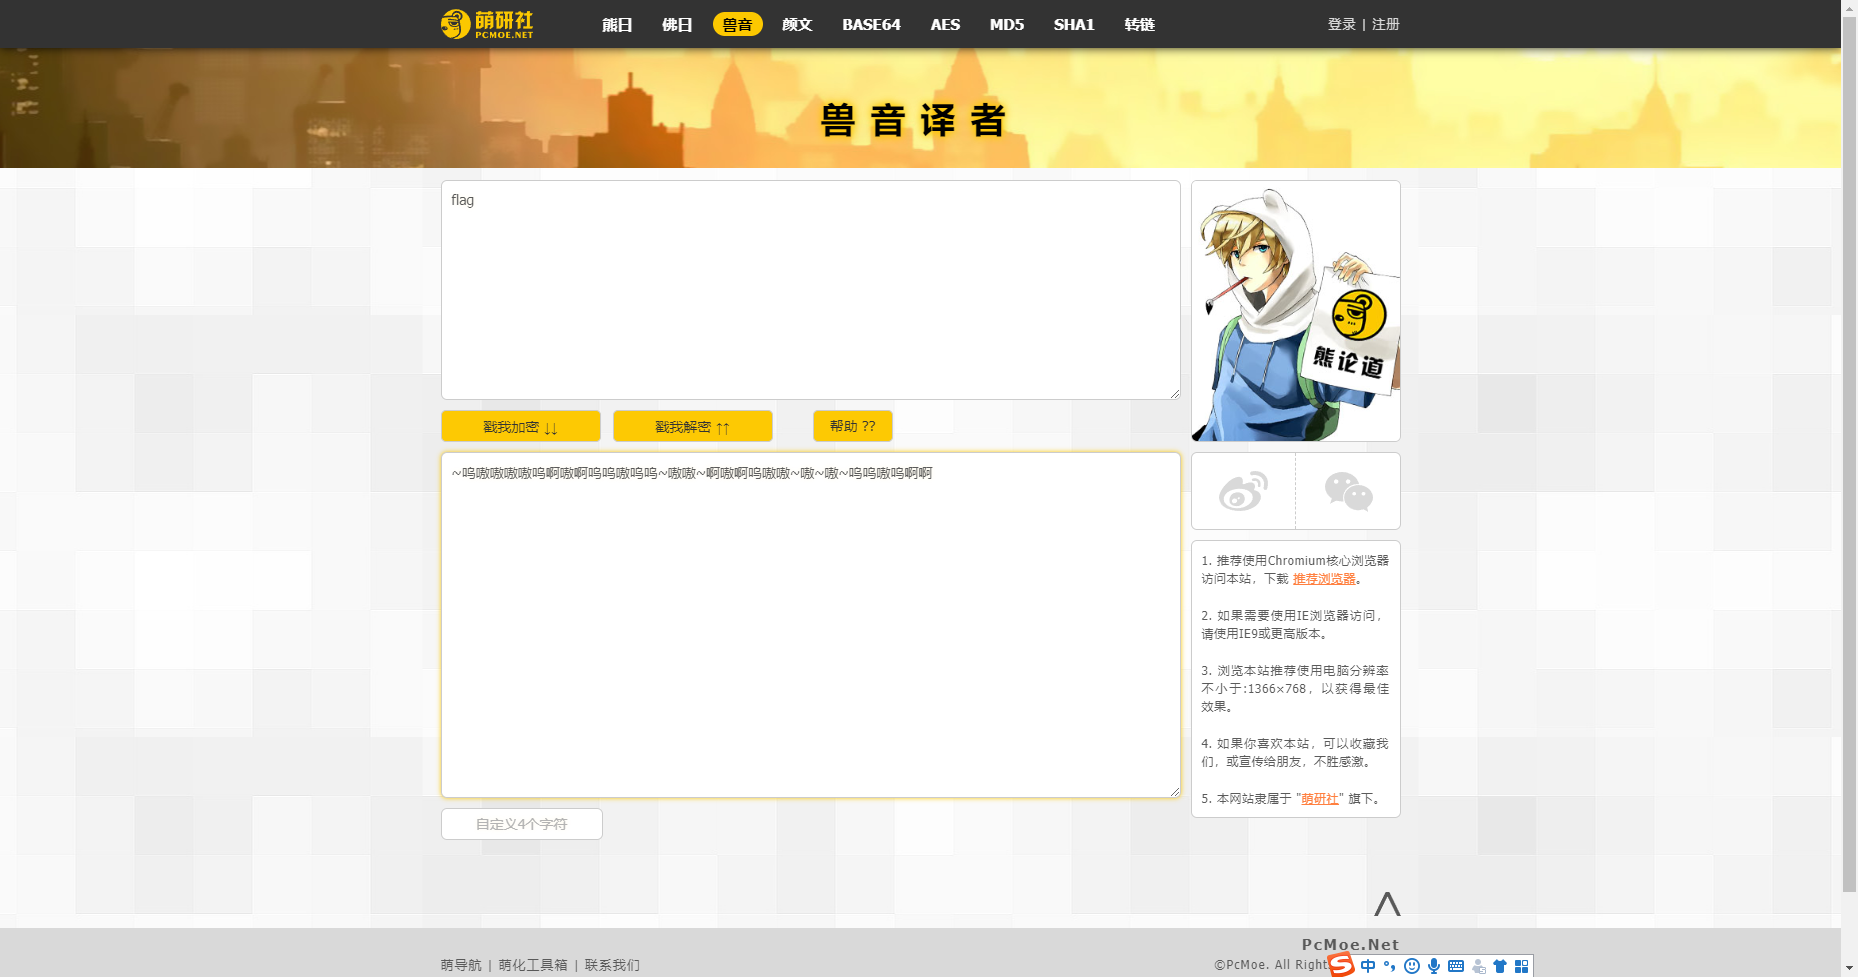 萌研社
PCMOE.NET
熊曰 佛曰 兽音 颜文 BASE64 AES MD5 SHA1 转链
登录 | 注册
兽音译者
flag
熊论道
戳我加密 ↓↓ 戳我解密 ↑↑ 帮助 ??
~呜嗷嗷嗷嗷呜啊嗷啊呜呜嗷呜呜~嗷嗷~啊嗷啊呜嗷嗷~嗷~嗷~呜呜嗷呜啊啊
1. 推荐使用Chromium核心浏览器
访问本站，下载 推荐浏览器。
2. 如果需要使用IE浏览器访问，
请使用IE9或更高版本。
3. 浏览本站推荐使用电脑分辨率
不小于:1366×768，以获得最佳
效果。
4. 如果你喜欢本站，可以收藏我
们，或宣传给朋友，不胜感激。
5. 本网站隶属于 "萌研社" 旗下。
自定义4个字符
PcMoe.Net
萌导航 | 萌化工具箱 | 联系我们
©PcMoe. All Right
中